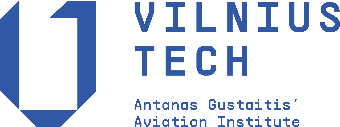 VILNIUS
TECH
Antanas Gustaitis'
Aviation Institute